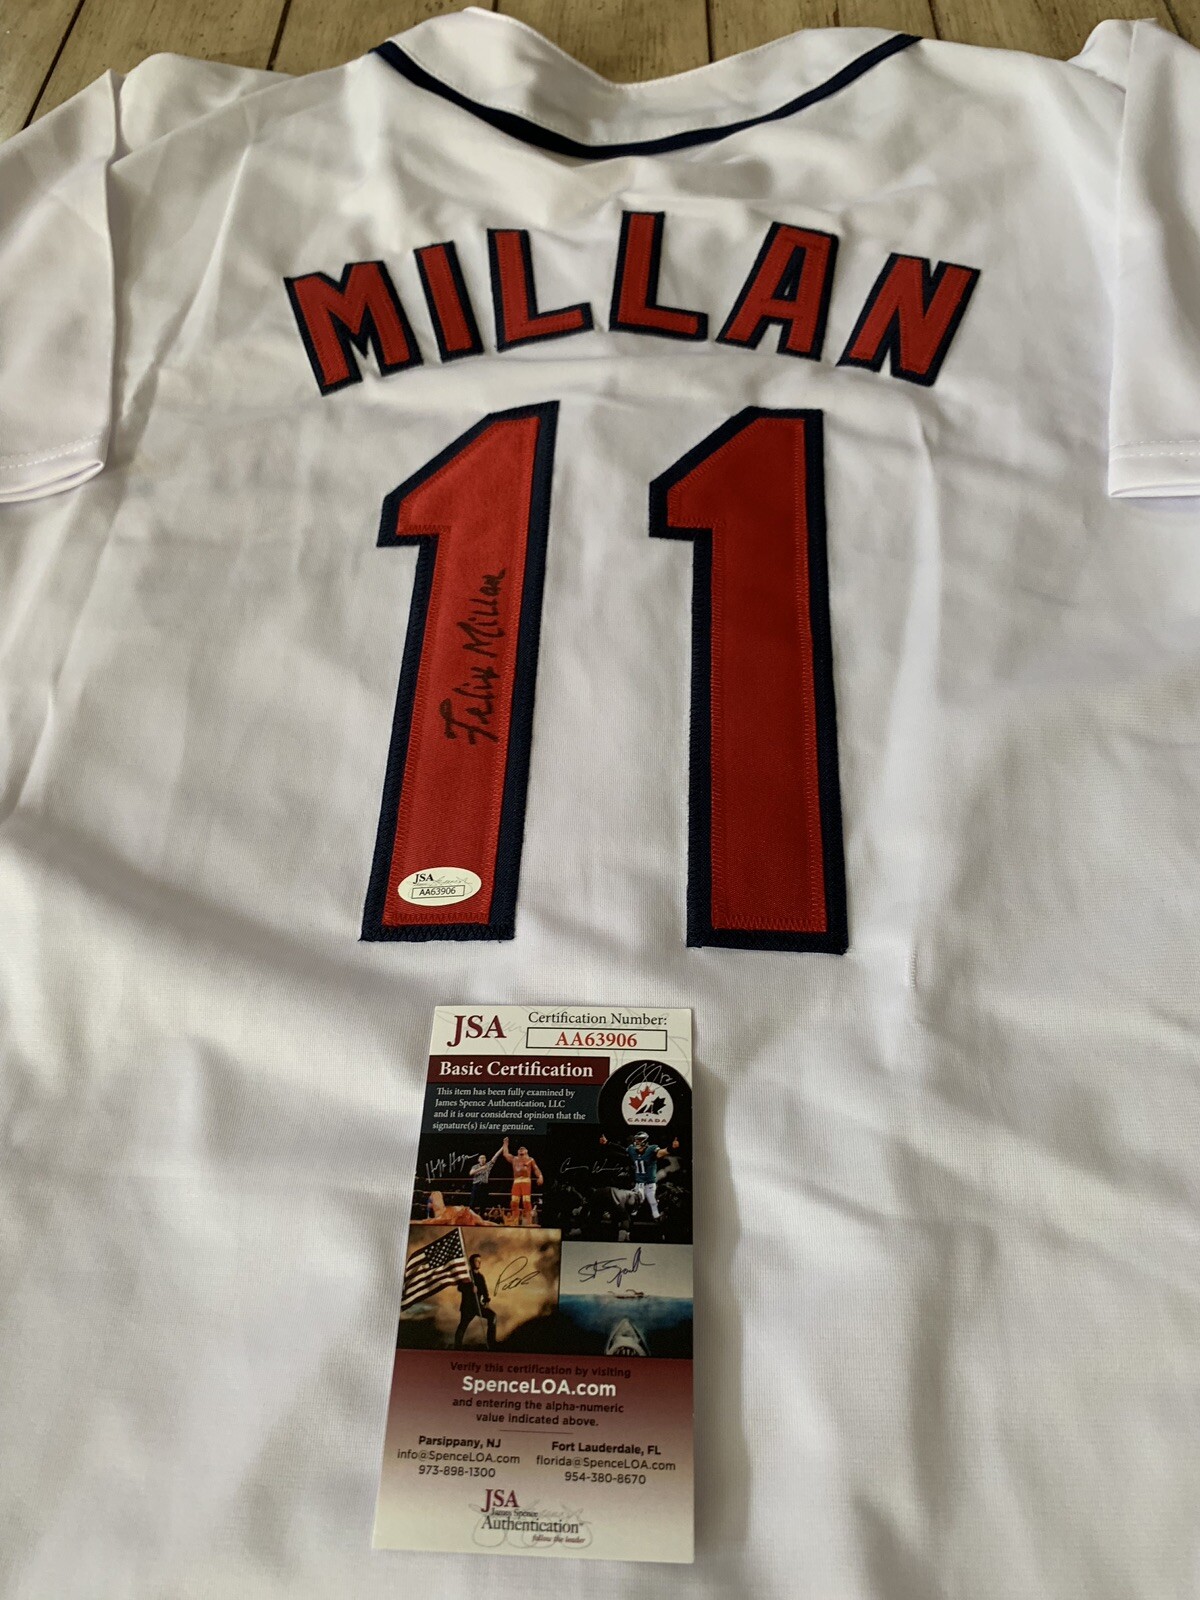 MILLAN
11
Felix Millan
JSA
AA63906
JSA
Certification Number:
AA63906
Basic Certification
This item has been fully examined by
James Spence Authentication, LLC
and it is our considered opinion that the
signature(s) is/are genuine.
CANADA
11
Verify this certification by visiting
SpenceLOA.com
and entering the alpha-numeric
value indicated above.
Parsippany, NJ
info@SpenceLOA.com
973-898-1300
Fort Lauderdale, FL
florida@SpenceLOA.com
954-380-8670
JSA
James Spence
Authentication
follow the leader